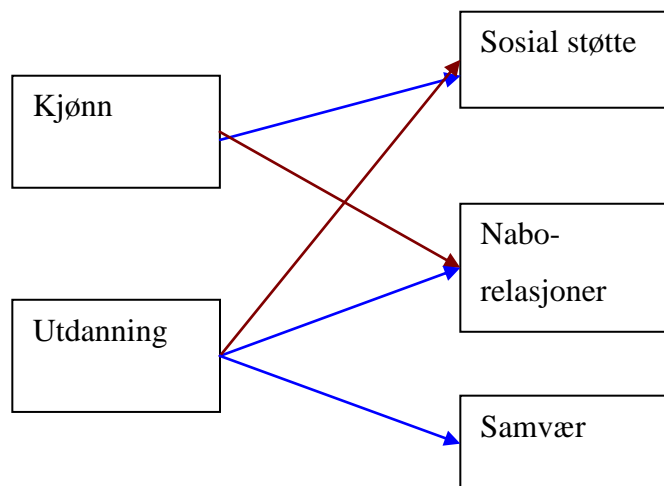 Sosial støtte
Kjønn
Nabo-
relasjoner
Utdanning
Samvær